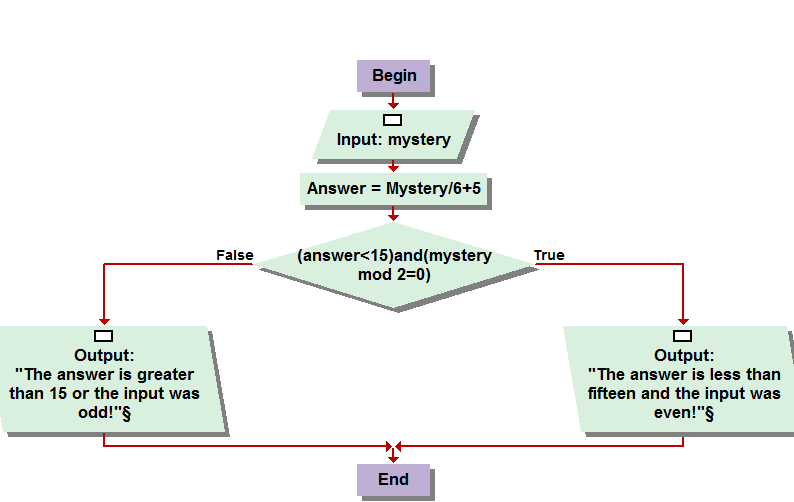 Begin
Input: mystery
Answer = Mystery/6+5
False
(answer<15)and(mystery
mod 2=0)
True
Output:
"The answer is greater
than 15 or the input was
odd!"§
Output:
"The answer is less than
fifteen and the input was
even!"§
End